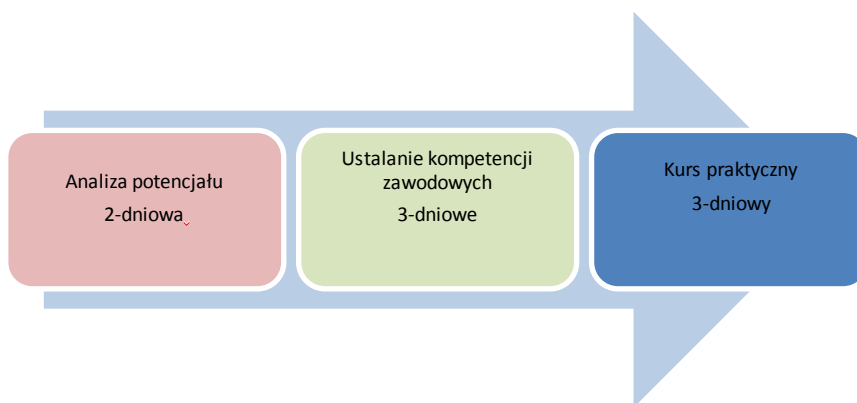 Analiza potencjału
2-dniowa
Ustalanie kompetencji
zawodowych
3-dniowe
Kurs praktyczny
3-dniowy